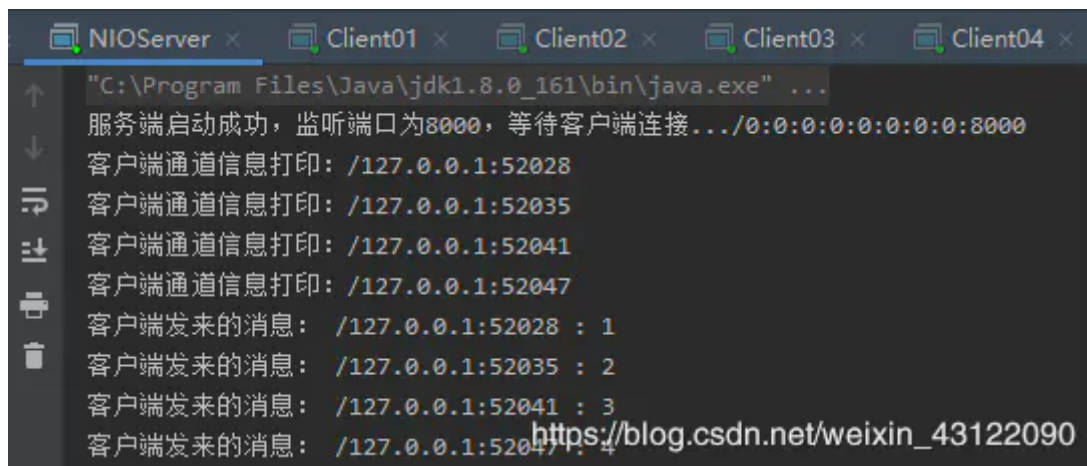 NIOServer × Client01 × Client02 × Client03 × Client04 ×
"C:\Program Files\Java\jdk1.8.0_161\bin\java.exe" ...
服务端启动成功，监听端口为8000，等待客户端连接.../0:0:0:0:0:0:0:0:8000
客户端通道信息打印：/127.0.0.1:52028
客户端通道信息打印：/127.0.0.1:52035
客户端通道信息打印：/127.0.0.1:52041
客户端通道信息打印：/127.0.0.1:52047
客户端发来的消息： /127.0.0.1:52028 : 1
客户端发来的消息： /127.0.0.1:52035 : 2
客户端发来的消息： /127.0.0.1:52041 : 3
客户端发来的消息： /127.0.0.1:52047 : 4
https://blog.csdn.net/weixin_43122090